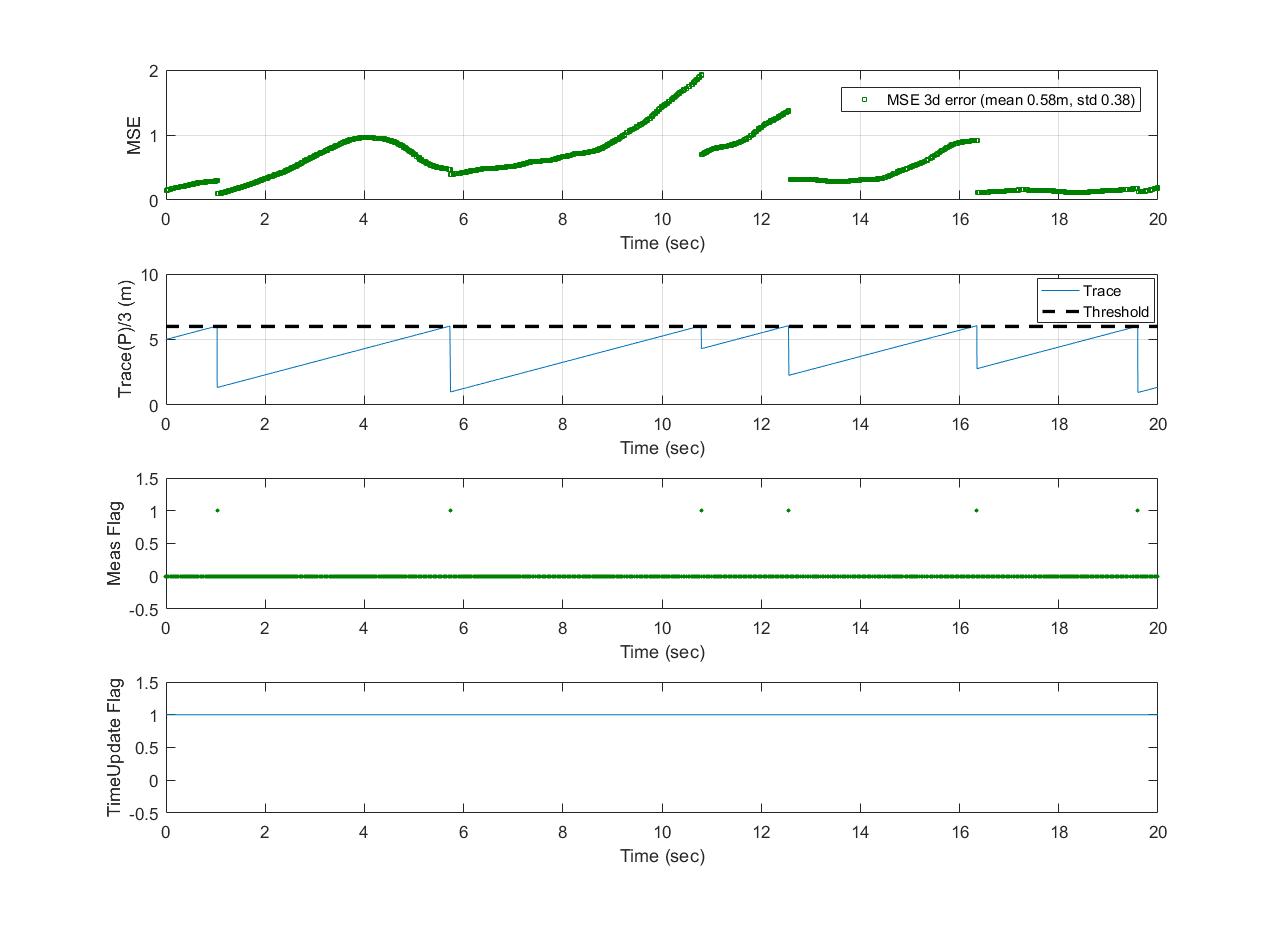 2
1
0
MSE
MSE 3d error (mean 0.58m, std 0.38)
0 2 4 6 8 10 12 14 16 18 20
Time (sec)
10
5
0
Trace(P)/3 (m)
Trace
Threshold
0 2 4 6 8 10 12 14 16 18 20
Time (sec)
1.5
1
0.5
0
-0.5
Meas Flag
0 2 4 6 8 10 12 14 16 18 20
Time (sec)
1.5
1
0.5
0
-0.5
TimeUpdate Flag
0 2 4 6 8 10 12 14 16 18 20
Time (sec)